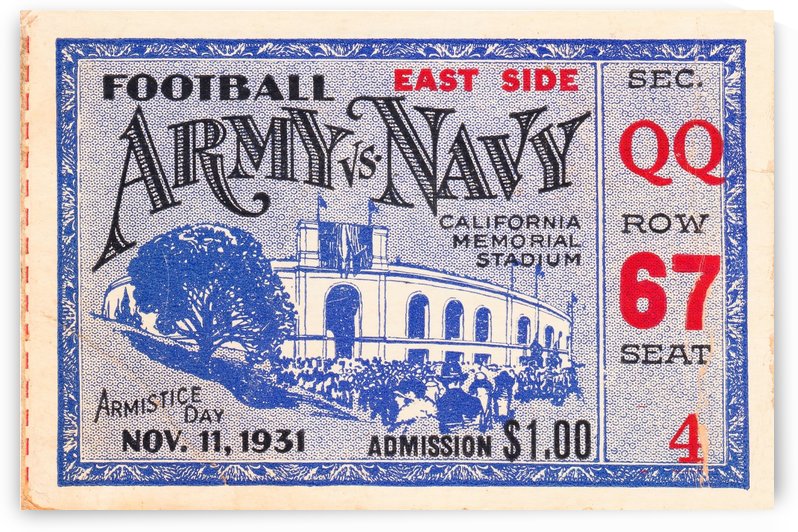 FOOTBALL EAST SIDE
ARMY VS. NAVY
CALIFORNIA
MEMORIAL
STADIUM
ARMISTICE
DAY
NOV. 11, 1931
ADMISSION $1.00
SEC.
QQ
ROW
67
SEAT
4